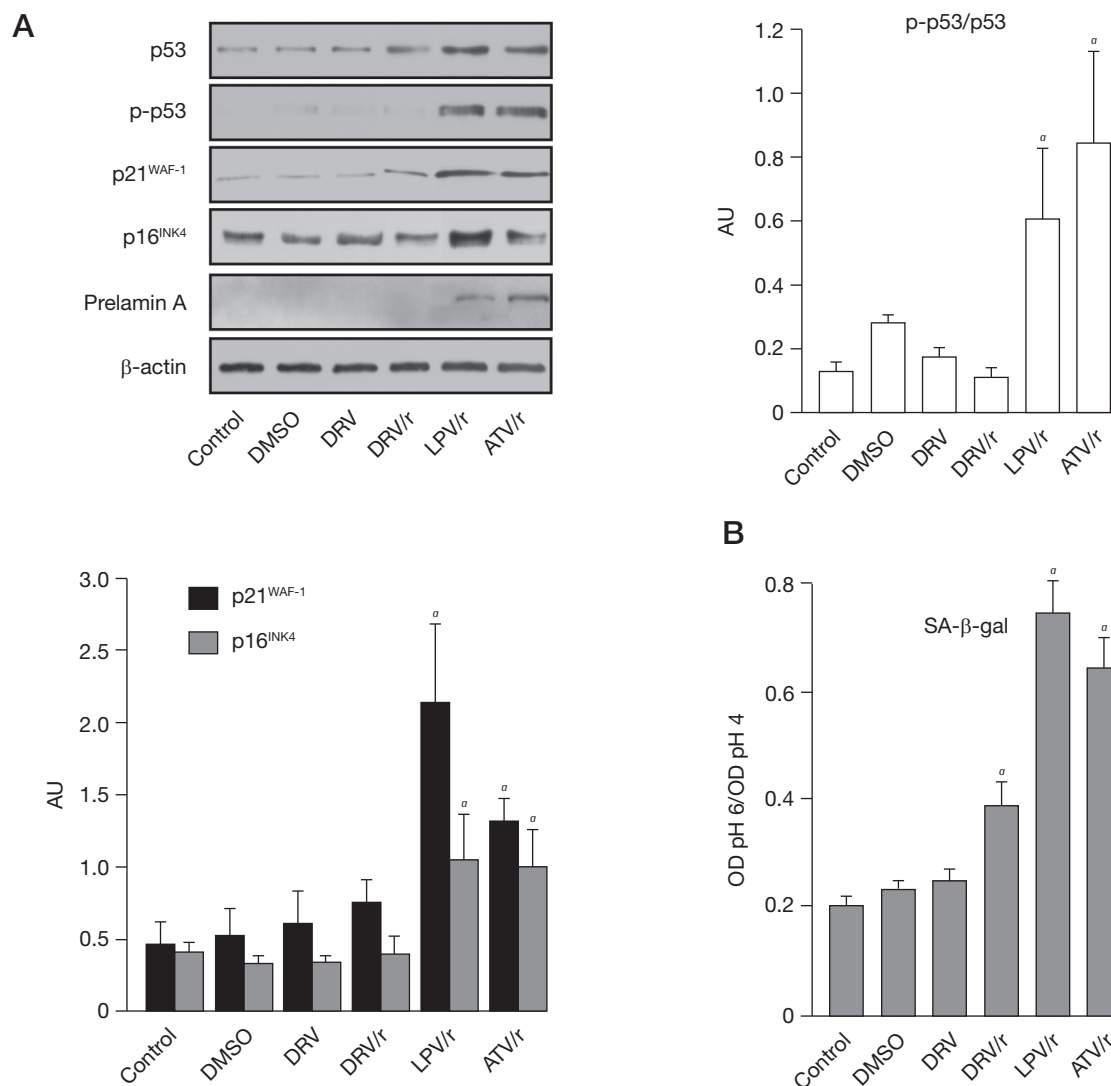 A
p53
p-p53
p21WAF-1
p16INK4
Prelamin A
β-actin
Control DMSO DRV DRV/r LPV/r ATV/r
p-p53/p53
1.2
1.0
0.8
0.6
0.4
0.2
0
AU
a
a
Control DMSO DRV DRV/r LPV/r ATV/r
3.0
2.5
2.0
1.5
1.0
0.5
0
AU
p21WAF-1
p16INK4
a
a
a
a
Control DMSO DRV DRV/r LPV/r ATV/r
B
0.8
0.6
0.4
0.2
0
OD pH 6/OD pH 4
SA-β-gal
a
a
a
Control DMSO DRV DRV/r LPV/r ATV/r